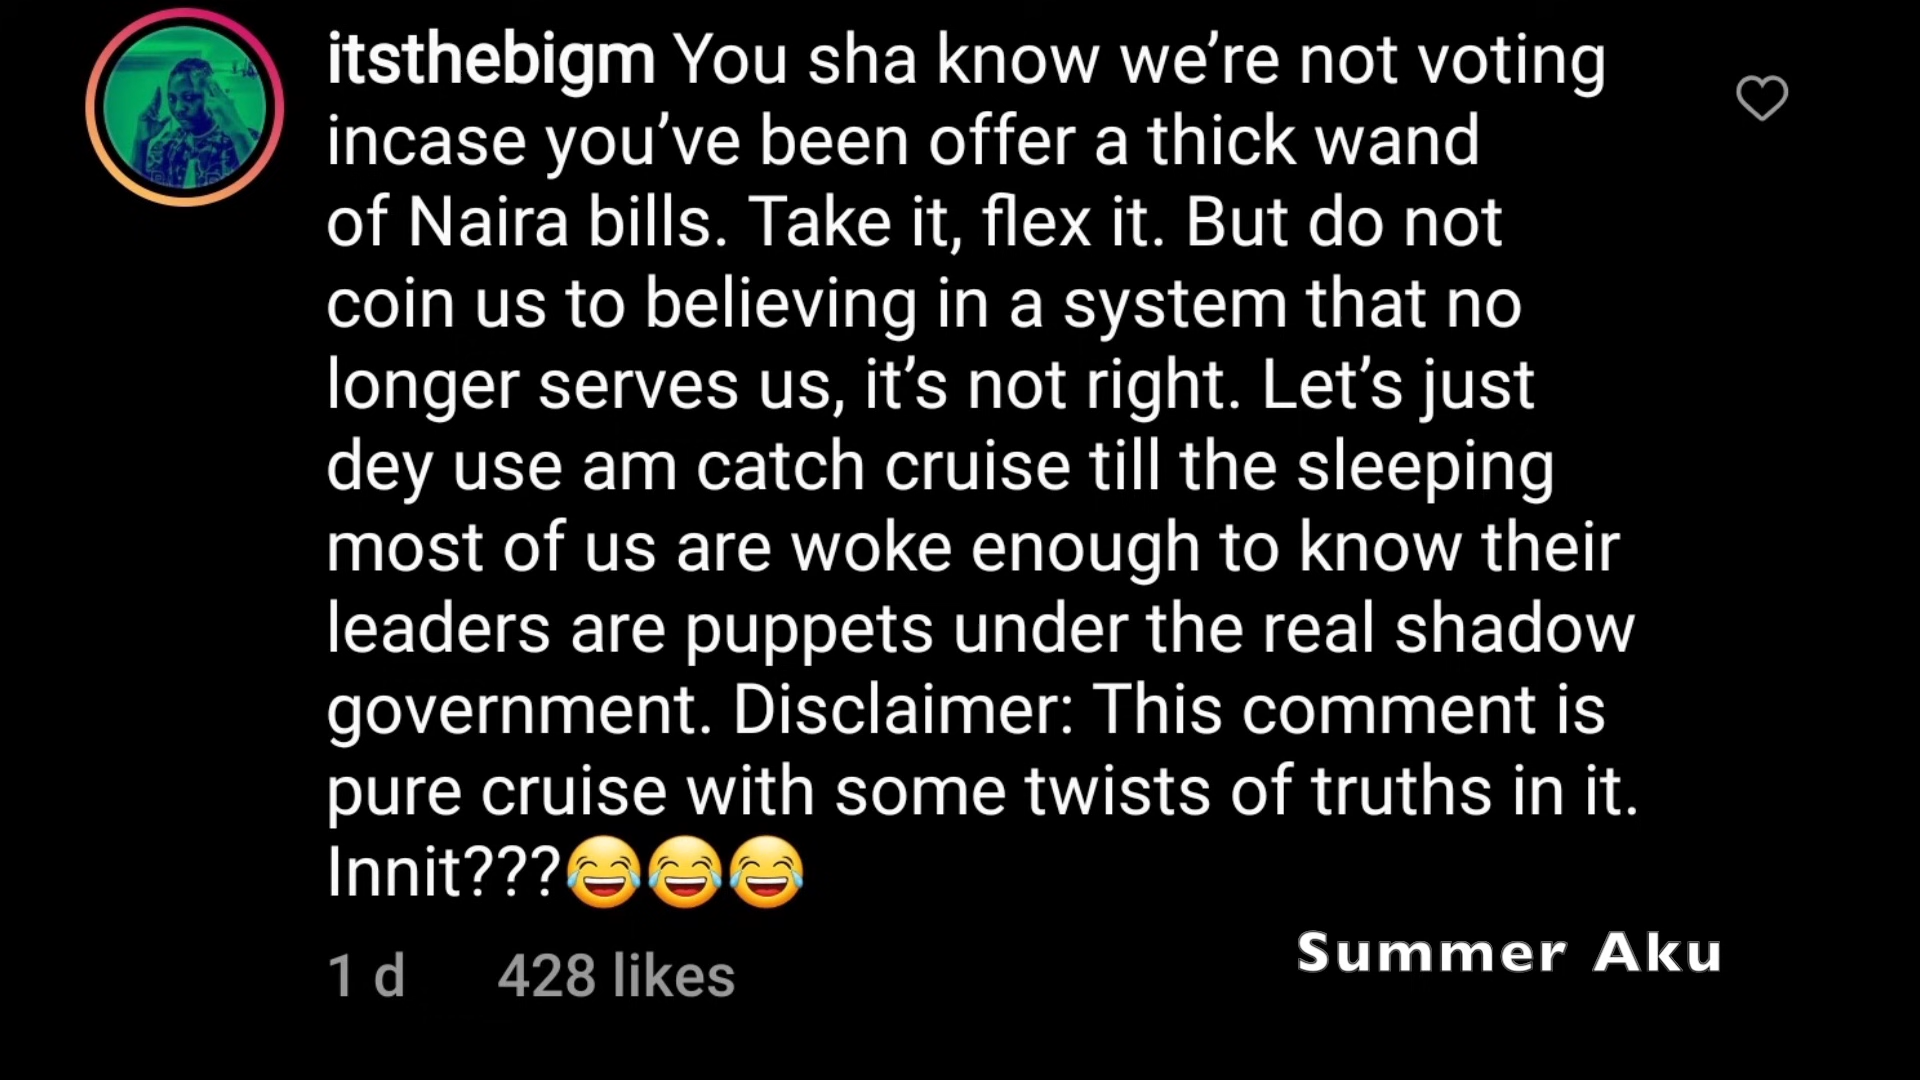 itsthebigm You sha know we’re not voting
incase you’ve been offer a thick wand
of Naira bills. Take it, flex it. But do not
coin us to believing in a system that no
longer serves us, it’s not right. Let’s just
dey use am catch cruise till the sleeping
most of us are woke enough to know their
leaders are puppets under the real shadow
government. Disclaimer: This comment is
pure cruise with some twists of truths in it.
Innit???😂😂😂
1 d 428 likes
Summer Aku